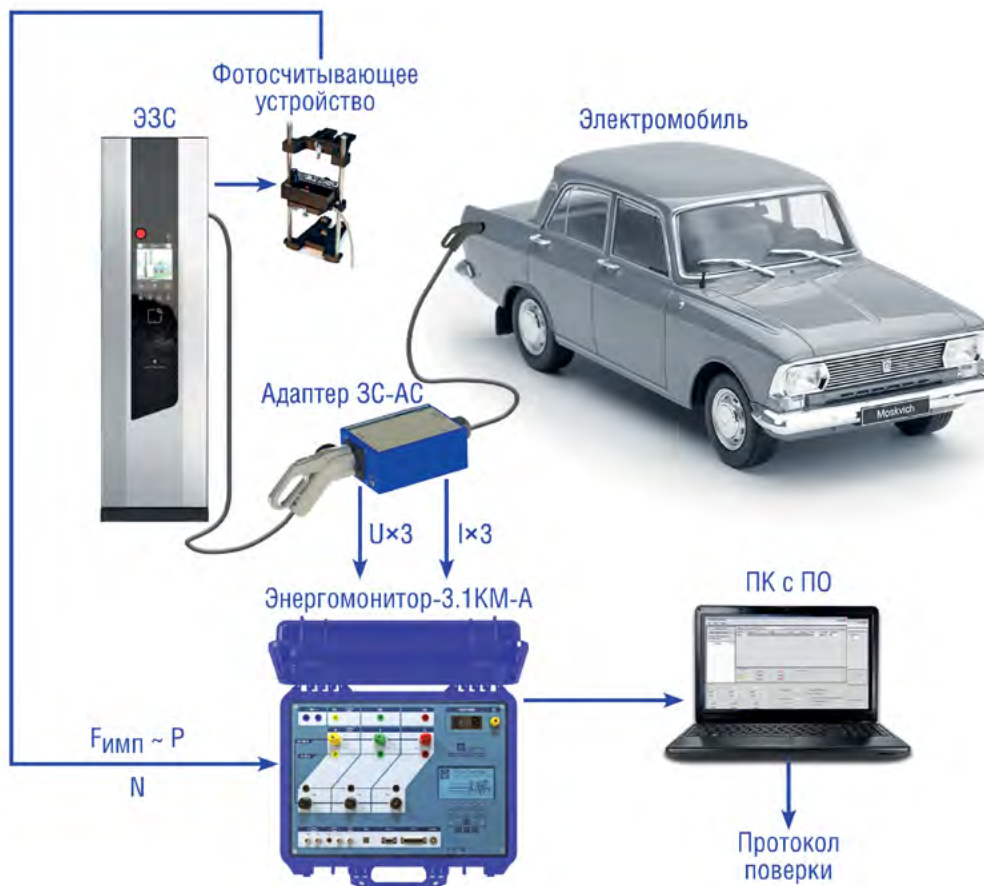 Фотосчитывающее
устройство
ЭЗС
Электромобиль
Адаптер ЗС-АС
Moskvich
U×3
I×3
Энергомонитор-3.1КМ-А
ПК с ПО
Fимп ~ P
N
Протокол
поверки